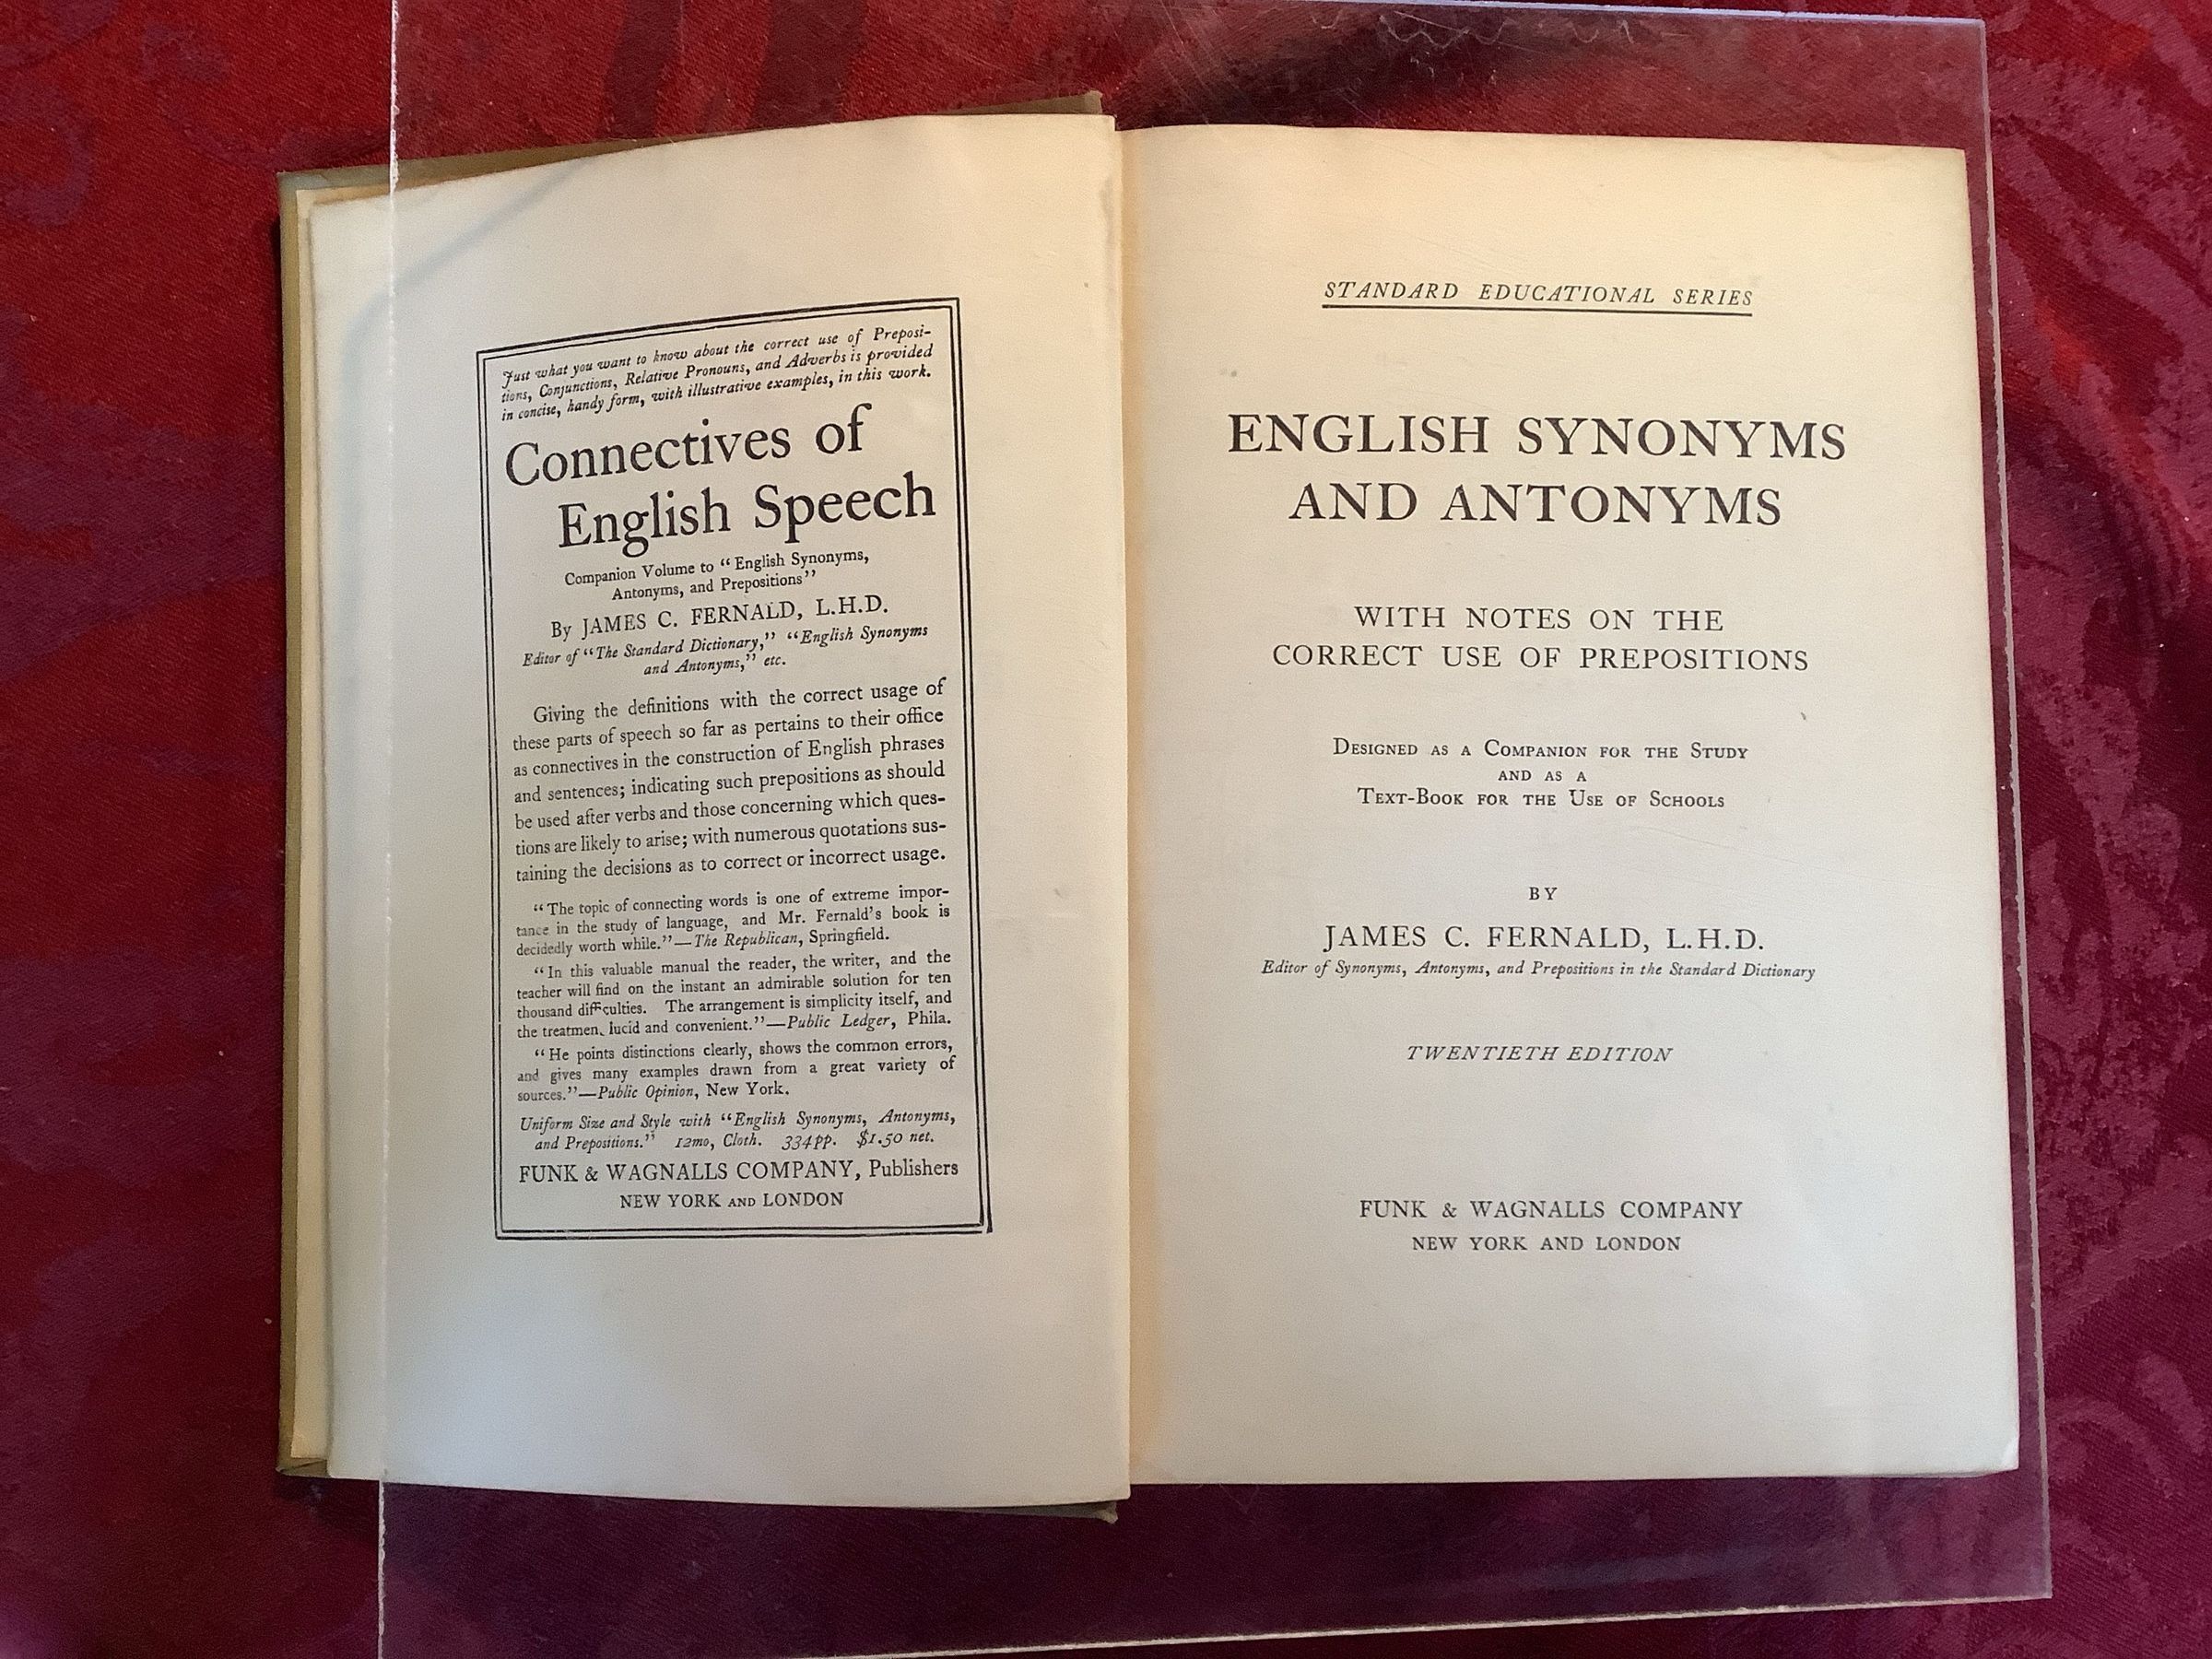 Just what you want to know about the correct use of Preposi-
tions, Conjunctions, Relative Pronouns, and Adverbs is provided
in concise, handy form, with illustrative examples, in this work.
Connectives of
English Speech
Companion Volume to “English Synonyms,
Antonyms, and Prepositions”
By JAMES C. FERNALD, L.H.D.
Editor of “The Standard Dictionary,” “English Synonyms
and Antonyms,” etc.
Giving the definitions with the correct usage of
these parts of speech so far as pertains to their office
as connectives in the construction of English phrases
and sentences; indicating such prepositions as should
be used after verbs and those concerning which ques-
tions are likely to arise; with numerous quotations sus-
taining the decisions as to correct or incorrect usage.
“The topic of connecting words is one of extreme impor-
tance in the study of language, and Mr. Fernald’s book is
decidedly worth while.”—The Republican, Springfield.
“In this valuable manual the reader, the writer, and the
teacher will find on the instant an admirable solution for ten
thousand difficulties. The arrangement is simplicity itself, and
the treatment lucid and convenient.”—Public Ledger, Phila.
“He points distinctions clearly, shows the common errors,
and gives many examples drawn from a great variety of
sources.”—Public Opinion, New York.
Uniform Size and Style with “English Synonyms, Antonyms,
and Prepositions.” 12mo, Cloth. 334pp. $1.50 net.
FUNK & WAGNALLS COMPANY, Publishers
NEW YORK AND LONDON
STANDARD EDUCATIONAL SERIES
ENGLISH SYNONYMS
AND ANTONYMS
WITH NOTES ON THE
CORRECT USE OF PREPOSITIONS
DESIGNED AS A COMPANION FOR THE STUDY
AND AS A
TEXT-BOOK FOR THE USE OF SCHOOLS
BY
JAMES C. FERNALD, L.H.D.
Editor of Synonyms, Antonyms, and Prepositions in the Standard Dictionary
TWENTIETH EDITION
FUNK & WAGNALLS COMPANY
NEW YORK AND LONDON